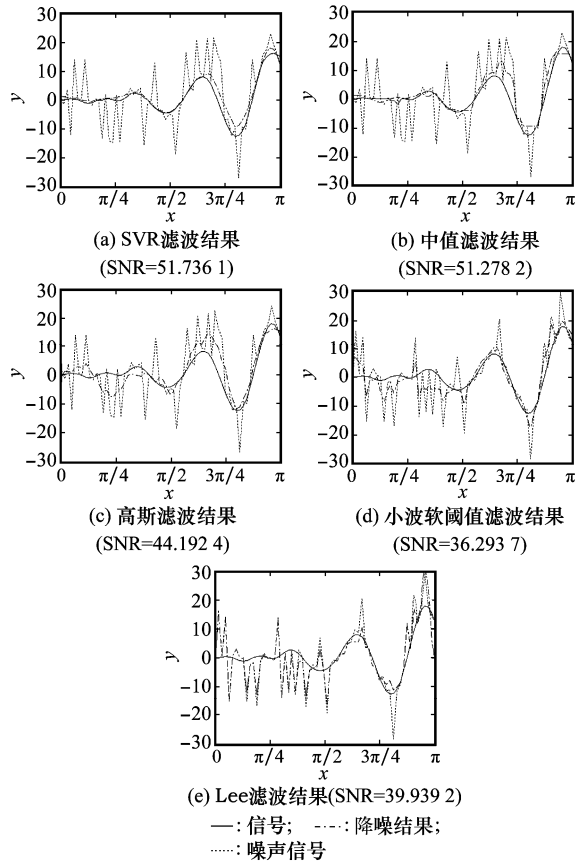 30
20
10
0
−10
−20
−30
y
0 π/4 π/2 3π/4 π
x
(a) SVR滤波结果
(SNR=51.736 1)
30
20
10
0
−10
−20
−30
y
0 π/4 π/2 3π/4 π
x
(b) 中值滤波结果
(SNR=51.278 2)
30
20
10
0
−10
−20
−30
y
0 π/4 π/2 3π/4 π
x
(c) 高斯滤波结果
(SNR=44.192 4)
30
20
10
0
−10
−20
−30
y
0 π/4 π/2 3π/4 π
x
(d) 小波软阈值滤波结果
(SNR=36.293 7)
30
20
10
0
−10
−20
−30
y
0 π/4 π/2 3π/4 π
x
(e) Lee滤波结果(SNR=39.939 2)
—: 信号; -·-·: 降噪结果;
······: 噪声信号